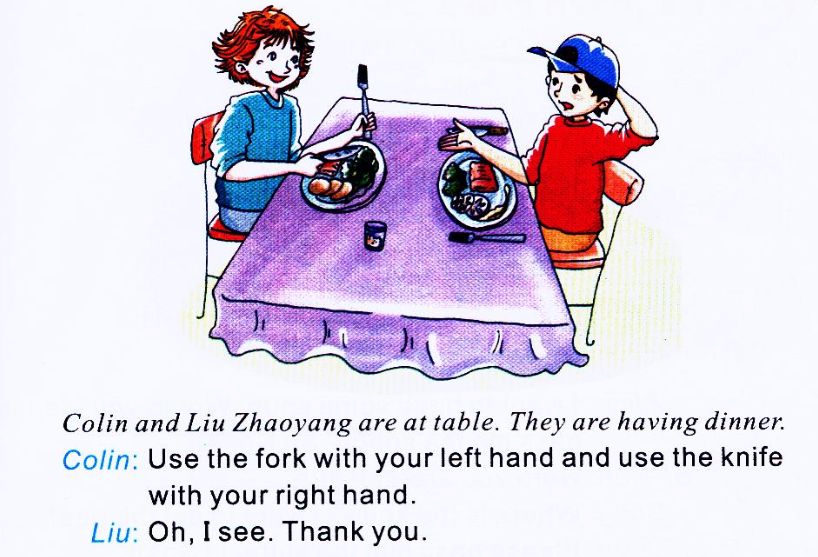 Colin and Liu Zhaoyang are at table. They are having dinner.
Colin: Use the fork with your left hand and use the knife
with your right hand.
Liu: Oh, I see. Thank you.